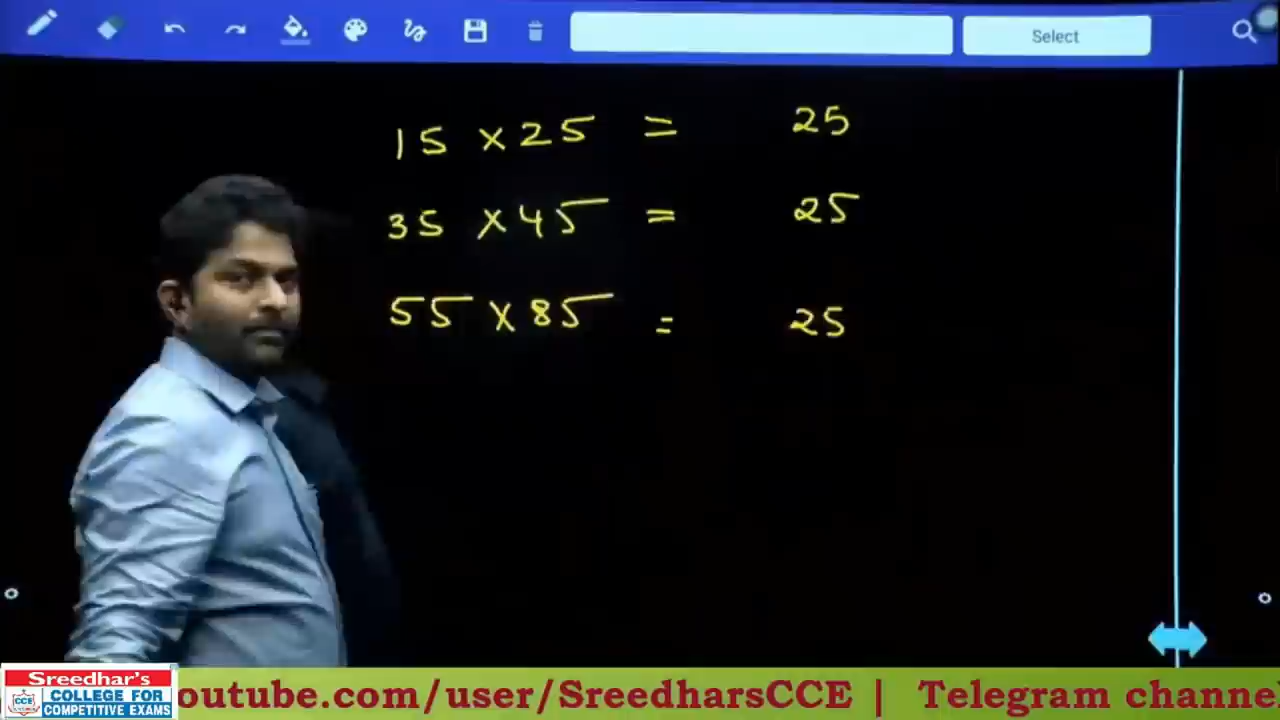 Select
15 × 25 = 25
35 × 45 = 25
55 × 85 = 25
Sreedhar's
CCE
COLLEGE FOR
COMPETITIVE EXAMS
outube.com/user/SreedharsCCE | Telegram channe